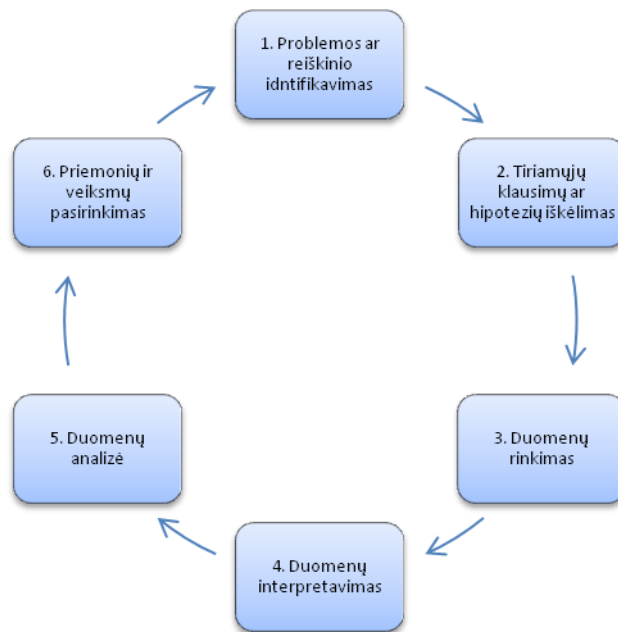 1. Problemos ar
reiškinio
idntifikavimas
2. Tiriamųjų
klausimų ar
hipotezių iškėlimas
3. Duomenų
rinkimas
4. Duomenų
interpretavimas
5. Duomenų
analizė
6. Priemonių ir
veiksmų
pasirinkimas